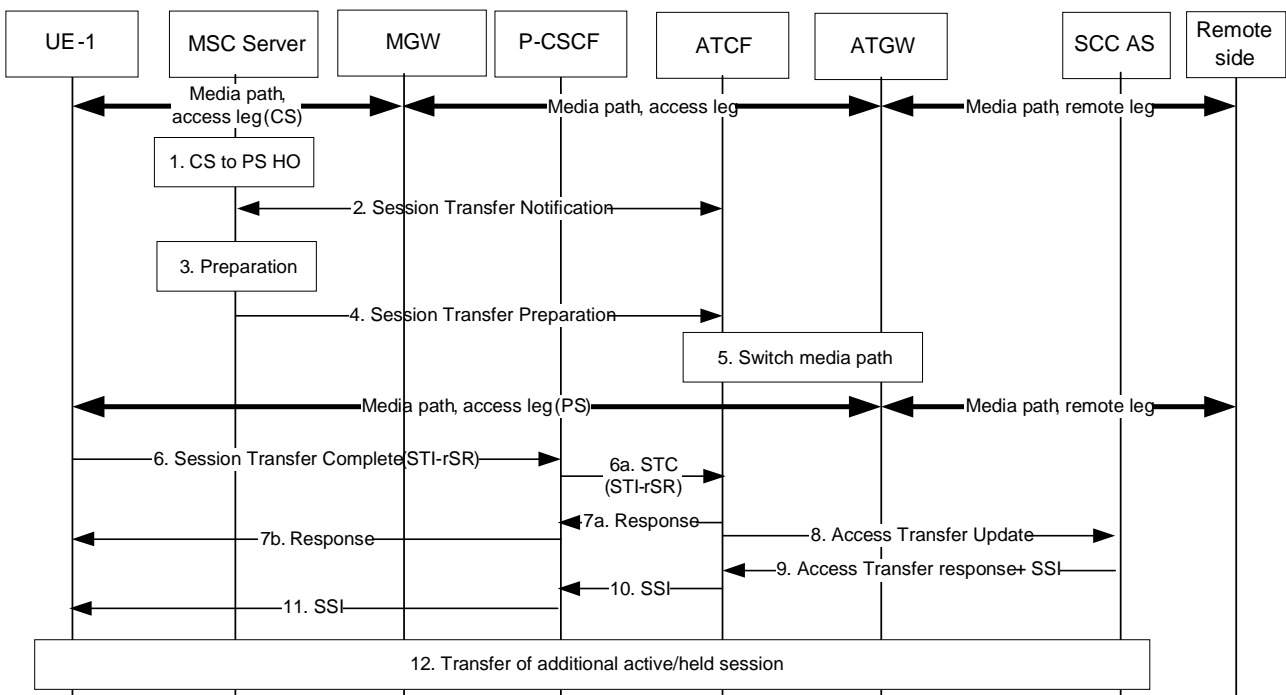 UE-1
MSC Server
MGW
P-CSCF
ATCF
ATGW
SCC AS
Remote
side
Media path,
access leg (CS)
Media path, access leg
Media path, remote leg
1. CS to PS HO
2. Session Transfer Notification
3. Preparation
4. Session Transfer Preparation
5. Switch media path
Media path, access leg (PS)
Media path, remote leg
6. Session Transfer Complete(STI-rSR)
6a. STC
(STI-rSR)
7a. Response
7b. Response
8. Access Transfer Update
9. Access Transfer response+ SSI
10. SSI
11. SSI
12. Transfer of additional active/held session